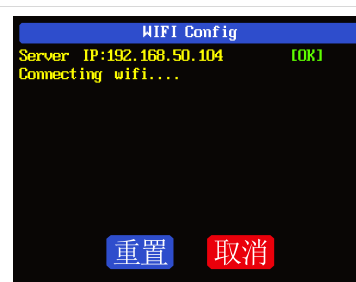 WIFI Config
Server IP:192.168.50.104 [OK]
Connecting wifi....
重置 取消